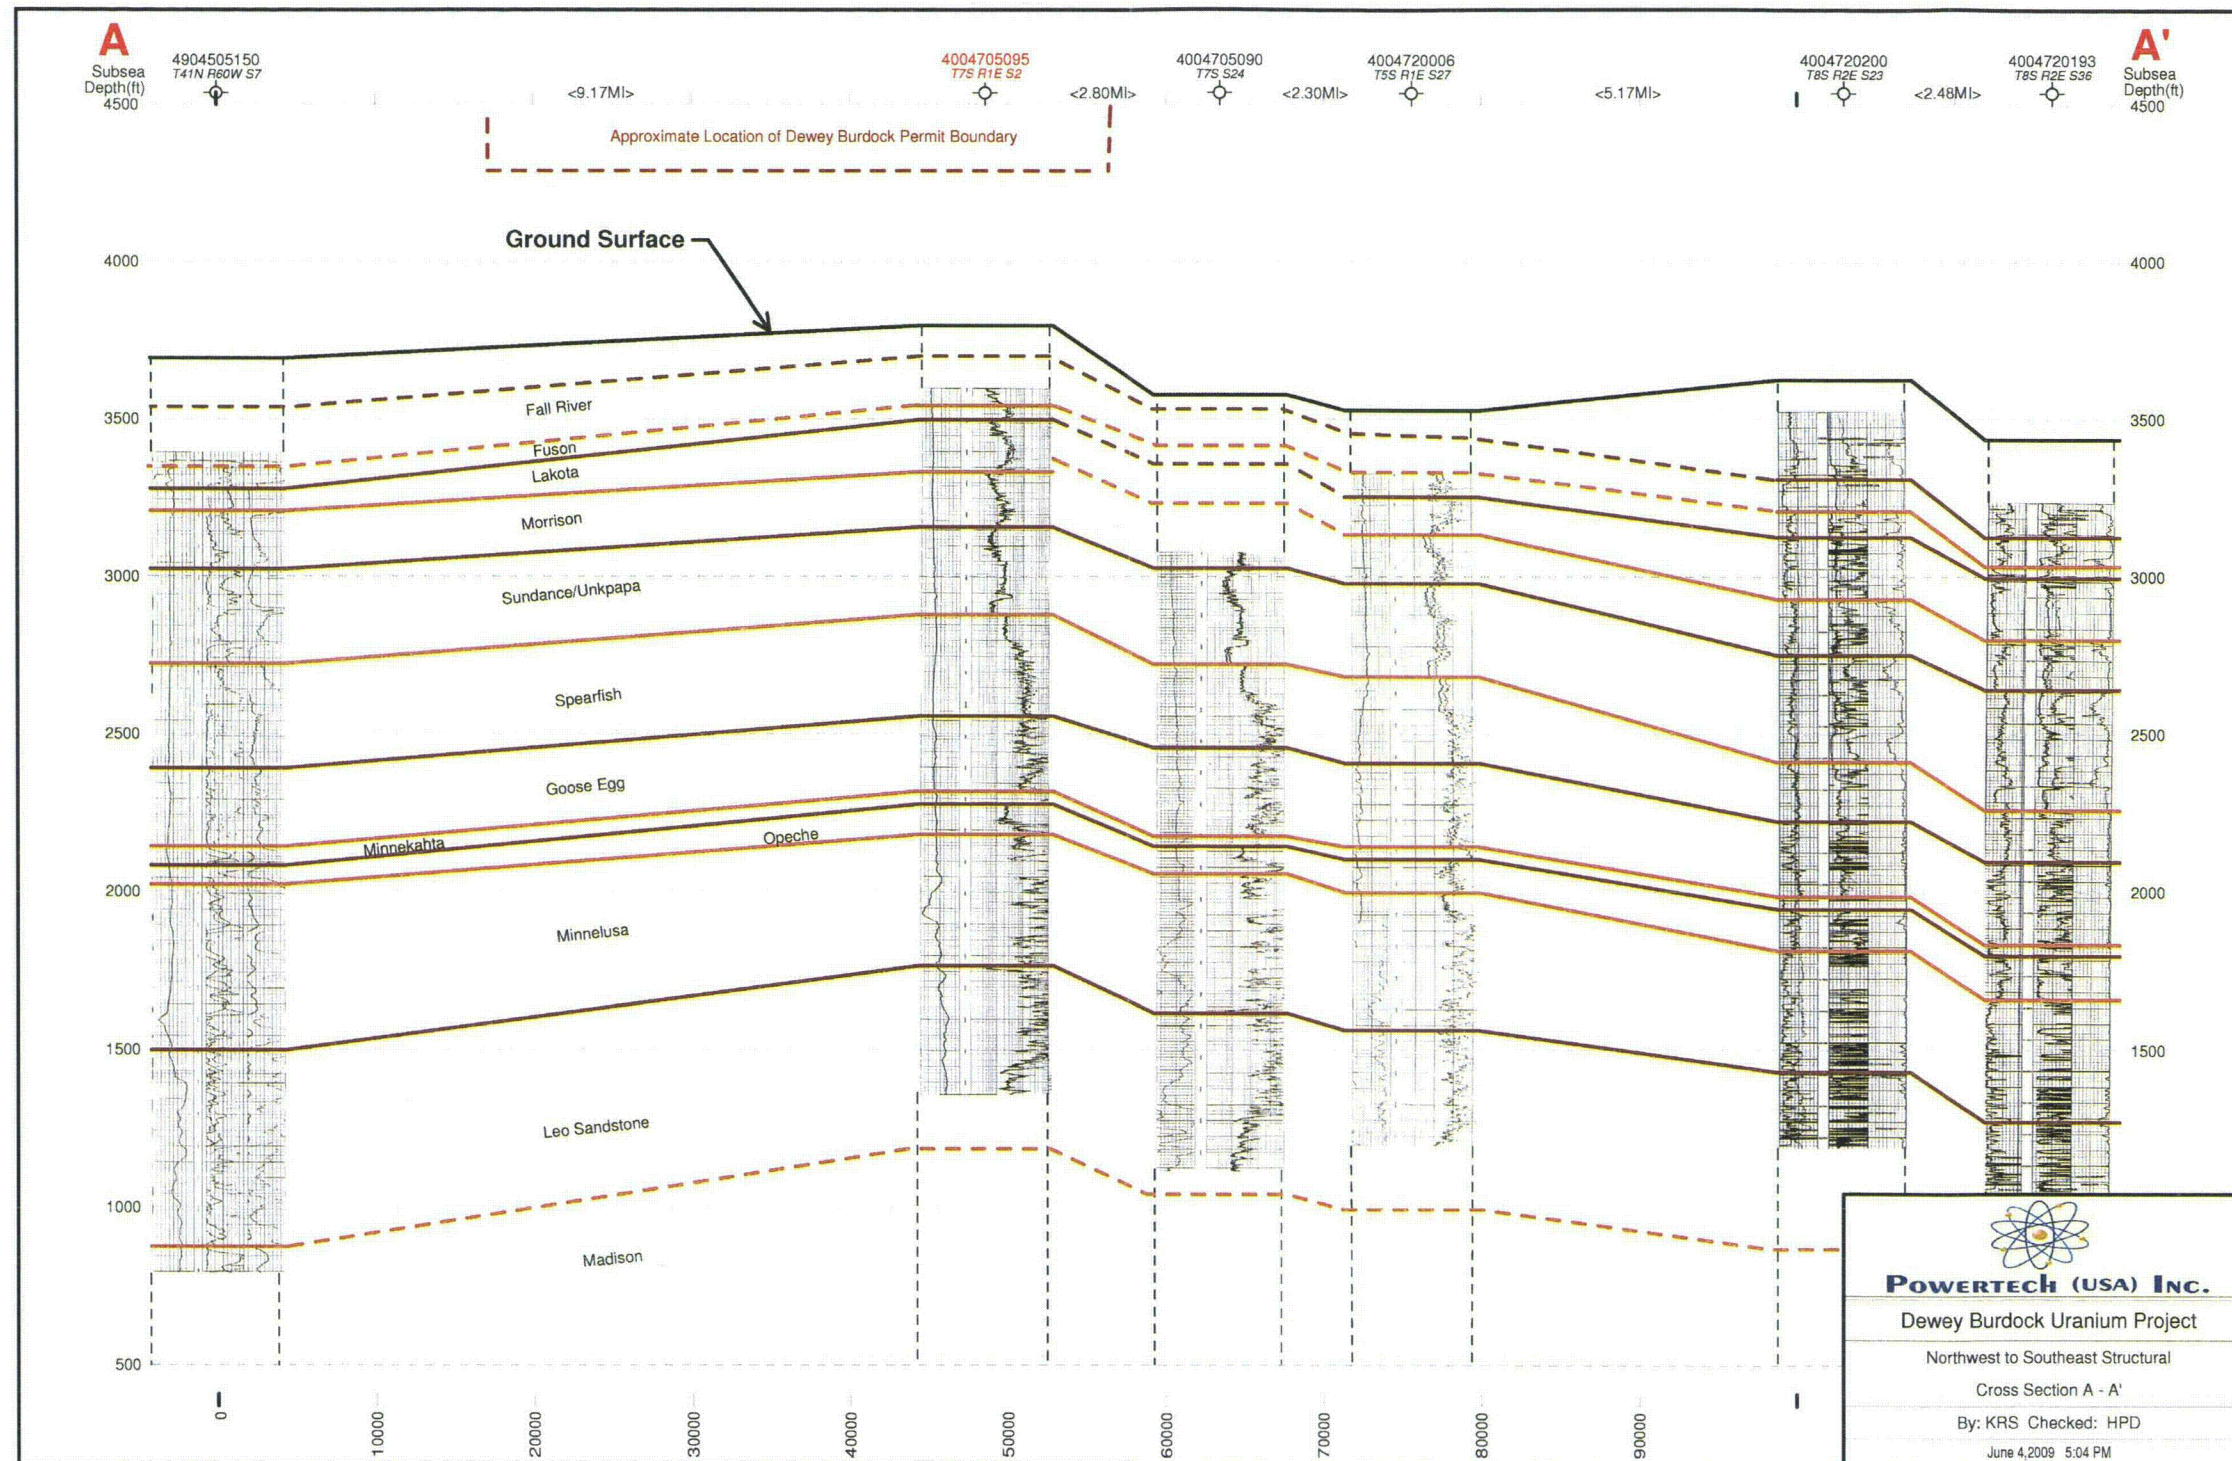 A
A'
Subsea
Depth(ft)
4500
4904505150
T41N R60W S7
<9.17MI>
4004705095
T7S R1E S2
<2.80MI>
4004705090
T7S S24
<2.30MI>
4004720006
T5S R1E S27
<5.17MI>
4004720200
T8S R2E S23
<2.48MI>
4004720193
T8S R2E S36
Subsea
Depth(ft)
4500
Approximate Location of Dewey Burdock Permit Boundary
Ground Surface
4000
4000
3500
3500
Fall River
Fuson
Lakota
Morrison
3000
3000
Sundance/Unkpapa
Spearfish
2500
2500
Goose Egg
Minnekahta
Opeche
2000
2000
Minnelusa
1500
1500
Leo Sandstone
1000
Madison
500
0
10000
20000
30000
40000
50000
60000
70000
80000
90000
POWERTECH (USA) INC.
Dewey Burdock Uranium Project
Northwest to Southeast Structural
Cross Section A - A'
By: KRS Checked: HPD
June 4,2009 5:04 PM